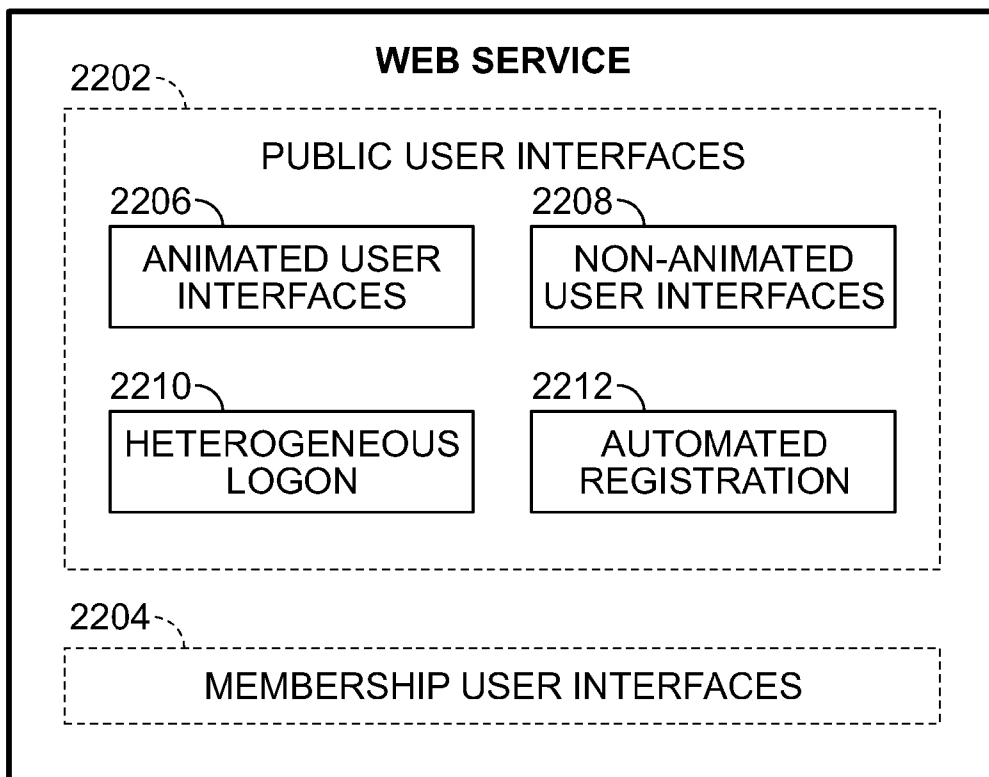 WEB SERVICE
2202
PUBLIC USER INTERFACES
2206
2208
ANIMATED USER
INTERFACES
NON-ANIMATED
USER INTERFACES
2210
2212
HETEROGENEOUS
LOGON
AUTOMATED
REGISTRATION
2204
MEMBERSHIP USER INTERFACES